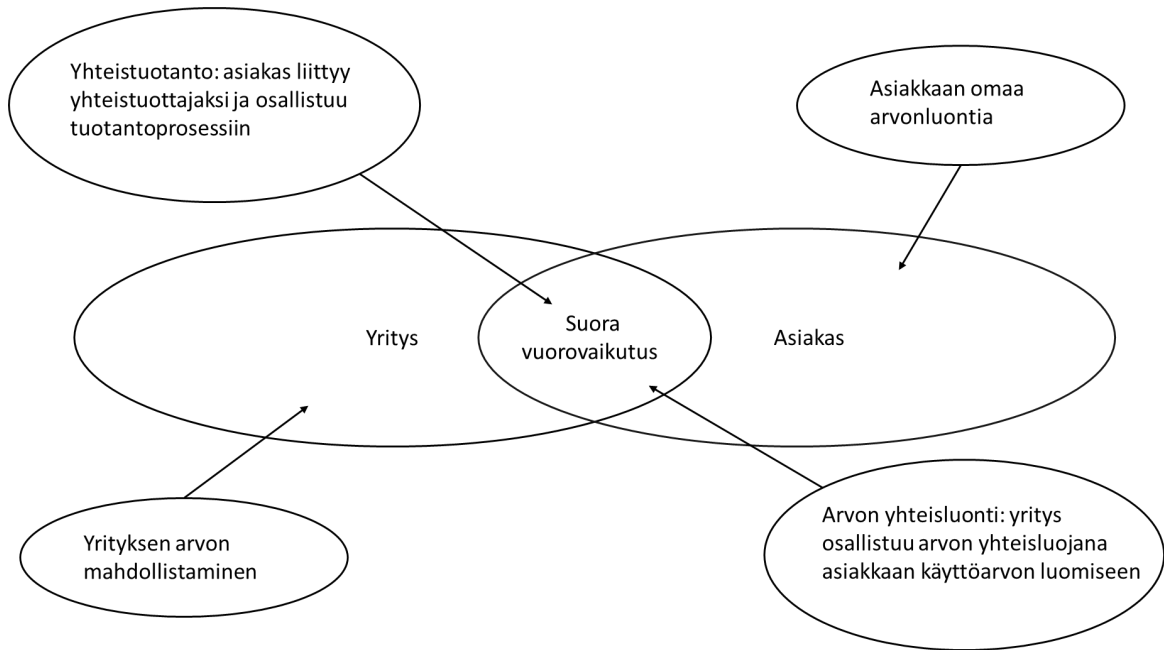 Yhteistuotanto: asiakas liittyy
yhteistuottajaksi ja osallistuu
tuotantoprosessiin
Asiakkaan omaa
arvonluontia
Yritys
Suora
vuorovaikutus
Asiakas
Yrityksen arvon
mahdollistaminen
Arvon yhteisluonti: yritys
osallistuu arvon yhteisluojana
asiakkaan käyttöarvon luomiseen